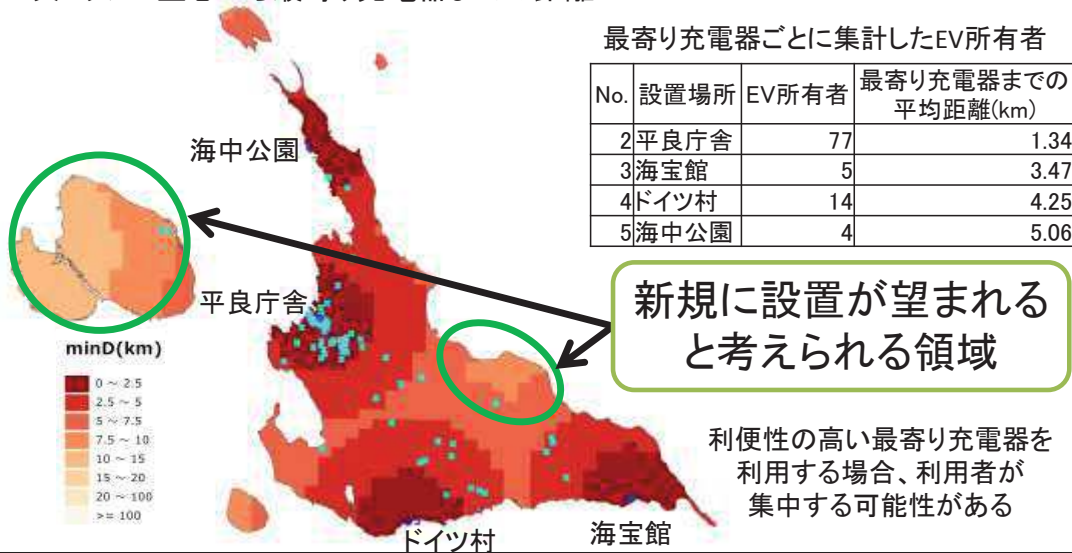 最寄り充電器ごとに集計したEV所有者
No. 設置場所 EV所有者 最寄り充電器までの
平均距離(km)
2 平良庁舎 77 1.34
3 海宝館 5 3.47
4 ドイツ村 14 4.25
5 海中公園 4 5.06
海中公園
平良庁舎
新規に設置が望まれる
と考えられる領域
minD(km)
0 ~ 2.5
2.5 ~ 5
5 ~ 7.5
7.5 ~ 10
10 ~ 15
15 ~ 20
20 ~ 100
>= 100
利便性の高い最寄り充電器を
利用する場合、利用者が
集中する可能性がある
ドイツ村
海宝館